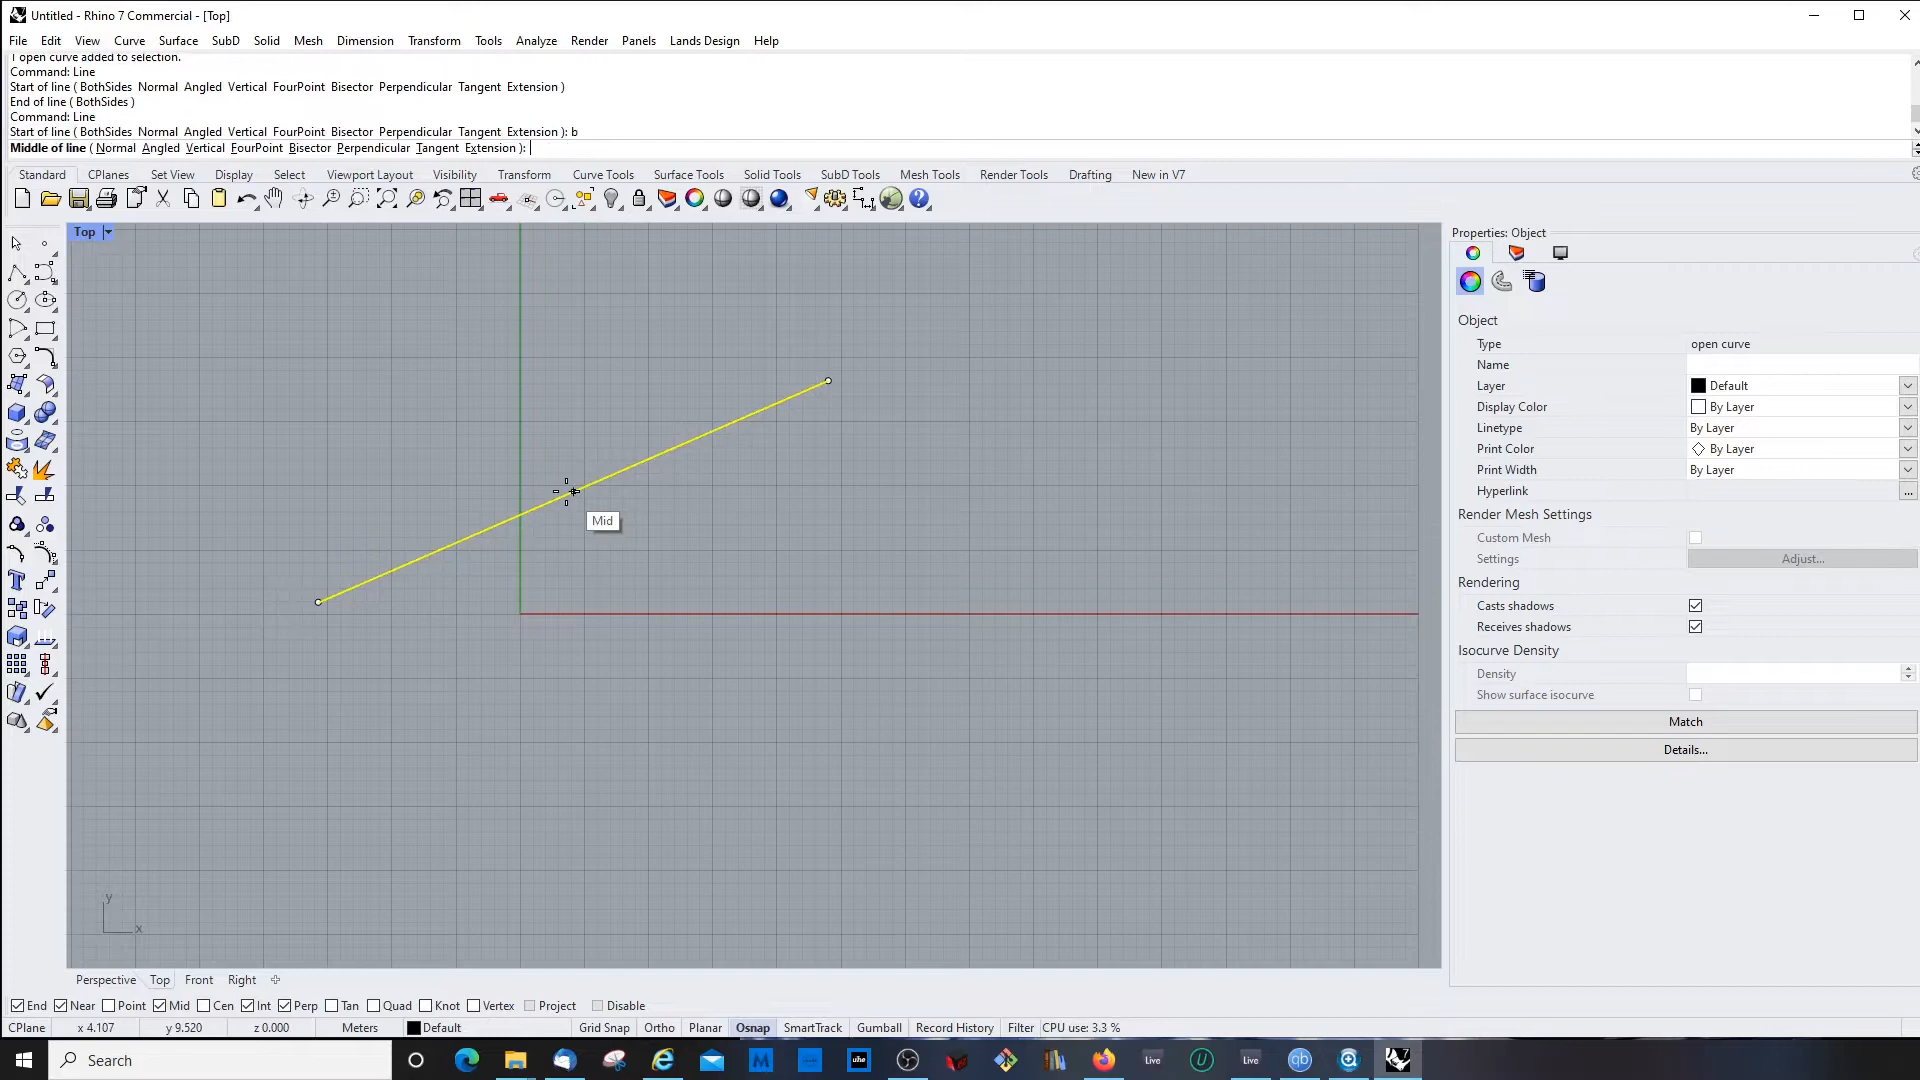 Untitled - Rhino 7 Commercial - [Top]
File Edit View Curve Surface SubD Solid Mesh Dimension Transform Tools Analyze Render Panels Lands Design Help
1 open curve added to selection.
Command: Line
Start of line ( BothSides Normal Angled Vertical FourPoint Bisector Perpendicular Tangent Extension )
End of line ( BothSides )
Command: Line
Start of line ( BothSides Normal Angled Vertical FourPoint Bisector Perpendicular Tangent Extension ): b
Middle of line ( Normal Angled Vertical FourPoint Bisector Perpendicular Tangent Extension ):
Standard CPlanes Set View Display Select Viewport Layout Visibility Transform Curve Tools Surface Tools Solid Tools SubD Tools Mesh Tools Render Tools Drafting New in V7
Top
Mid
y
x
Properties: Object
Object
Type open curve
Name
Layer Default
Display Color By Layer
Linetype By Layer
Print Color By Layer
Print Width By Layer
Hyperlink ...
Render Mesh Settings
Custom Mesh
Settings Adjust...
Rendering
Casts shadows
Receives shadows
Isocurve Density
Density
Show surface isocurve
Match
Details...
Perspective Top Front Right
End Near Point Mid Cen Int Perp Tan Quad Knot Vertex Project Disable
CPlane x 4.107 y 9.520 z 0.000 Meters Default Grid Snap Ortho Planar Osnap SmartTrack Gumball Record History Filter CPU use: 3.3 %
Search
M
uhe
Live
U
Live
qb